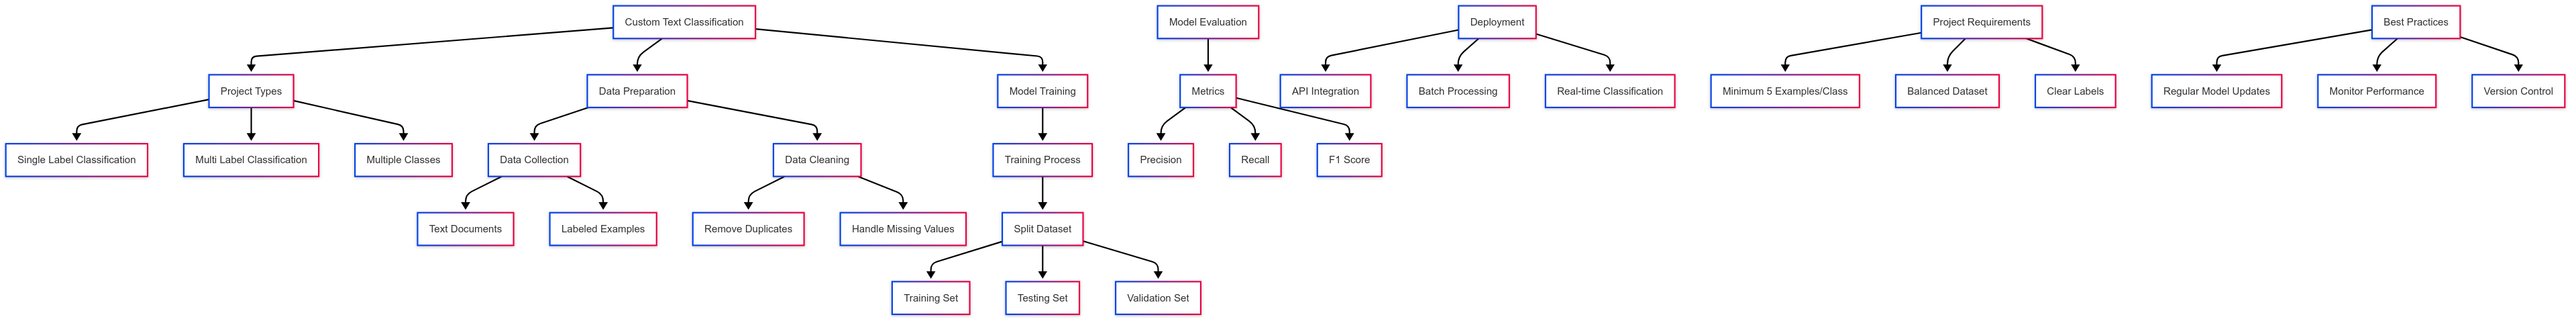 Custom Text Classification
Model Evaluation
Deployment
Project Requirements
Best Practices
Project Types
Data Preparation
Model Training
Metrics
API Integration
Batch Processing
Real-time Classification
Minimum 5 Examples/Class
Balanced Dataset
Clear Labels
Regular Model Updates
Monitor Performance
Version Control
Single Label Classification
Multi Label Classification
Multiple Classes
Data Collection
Data Cleaning
Training Process
Precision
Recall
F1 Score
Text Documents
Labeled Examples
Remove Duplicates
Handle Missing Values
Split Dataset
Training Set
Testing Set
Validation Set